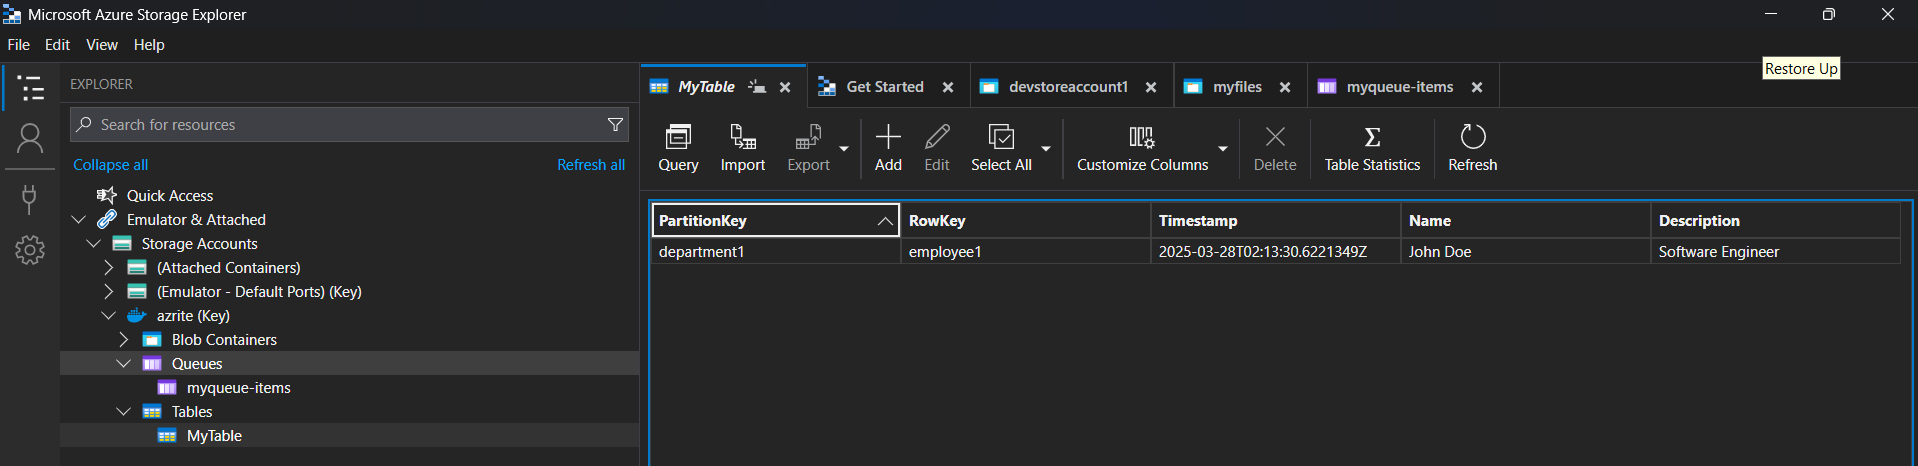 Microsoft Azure Storage Explorer
File Edit View Help
Restore Up
EXPLORER
Search for resources
Collapse all Refresh all
Quick Access
Emulator & Attached
Storage Accounts
(Attached Containers)
(Emulator - Default Ports) (Key)
azrite (Key)
Blob Containers
Queues
myqueue-items
Tables
MyTable
MyTable Get Started devstoreaccount1 myfiles myqueue-items
Query Import Export Add Edit Select All Customize Columns Delete Table Statistics Refresh
PartitionKey RowKey Timestamp Name Description
department1 employee1 2025-03-28T02:13:30.6221349Z John Doe Software Engineer